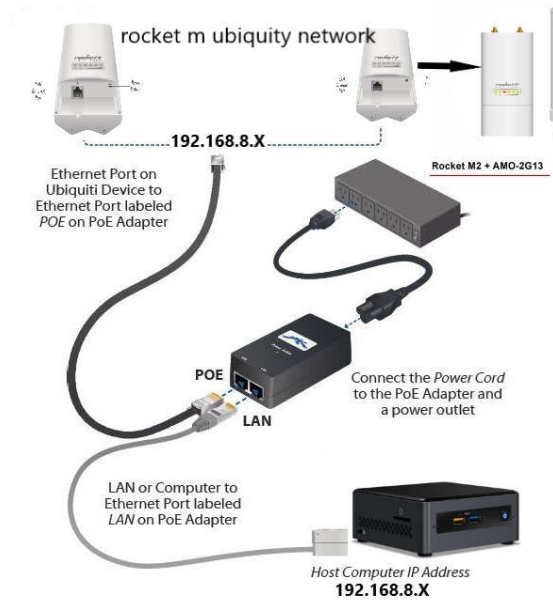 rocket m ubiquity network
192.168.8.X
Rocket M2 + AMO-2G13
Ethernet Port on
Ubiquiti Device to
Ethernet Port labeled
POE on PoE Adapter
POE
LAN
Connect the Power Cord
to the PoE Adapter and
a power outlet
LAN or Computer to
Ethernet Port labeled
LAN on PoE Adapter
Host Computer IP Address
192.168.8.X